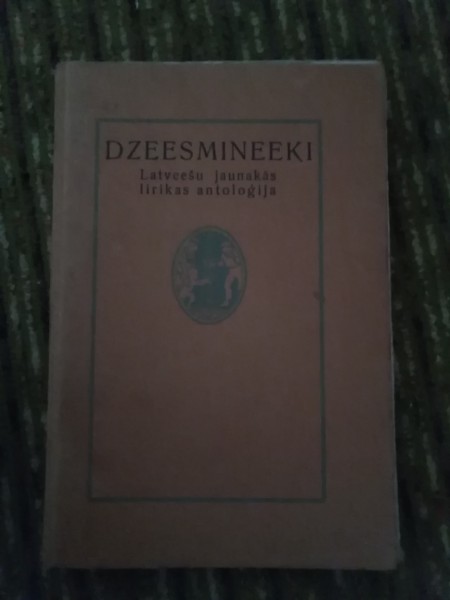 DZEESMINEEKI
Latveešu jaunakās
lirikas antoloģija